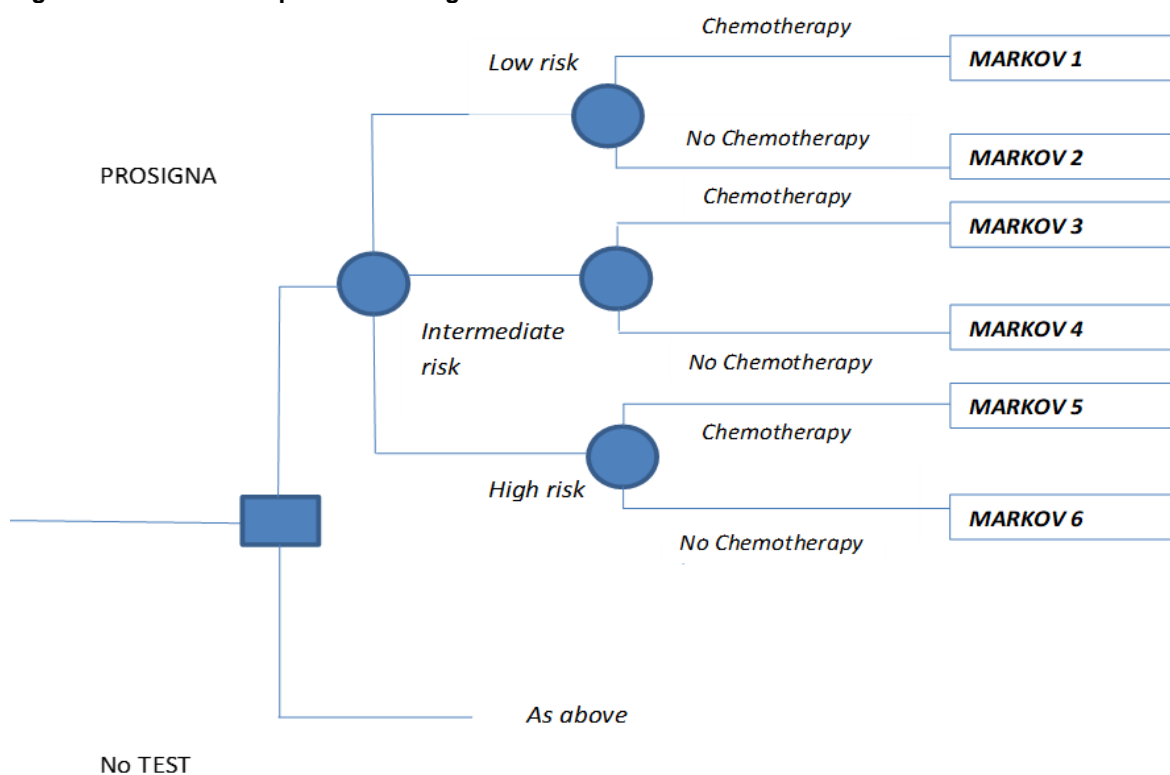 Chemotherapy
Low risk
MARKOV 1
No Chemotherapy
MARKOV 2
PROSIGNA
Chemotherapy
MARKOV 3
Intermediate
risk
MARKOV 4
No Chemotherapy
MARKOV 5
Chemotherapy
High risk
MARKOV 6
No Chemotherapy
As above
No TEST